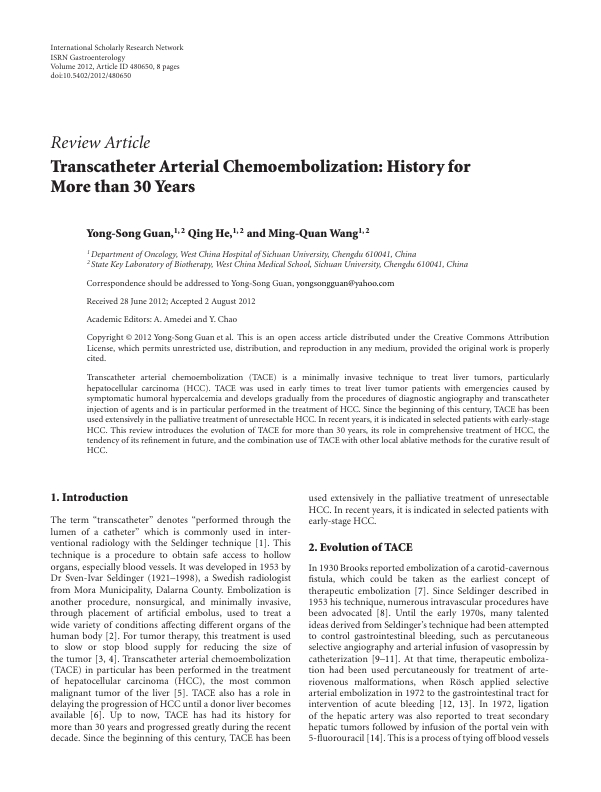 International Scholarly Research Network
ISRN Gastroenterology
Volume 2012, Article ID 480650, 8 pages
doi:10.5402/2012/480650
Review Article
Transcatheter Arterial Chemoembolization: History for
More than 30 Years
Yong-Song Guan,1, 2 Qing He,1, 2 and Ming-Quan Wang1, 2
1 Department of Oncology, West China Hospital of Sichuan University, Chengdu 610041, China
2 State Key Laboratory of Biotherapy, West China Medical School, Sichuan University, Chengdu 610041, China
Correspondence should be addressed to Yong-Song Guan, yongsongguan@yahoo.com
Received 28 June 2012; Accepted 2 August 2012
Academic Editors: A. Amedei and Y. Chao
Copyright © 2012 Yong-Song Guan et al. This is an open access article distributed under the Creative Commons Attribution
License, which permits unrestricted use, distribution, and reproduction in any medium, provided the original work is properly
cited.
Transcatheter arterial chemoembolization (TACE) is a minimally invasive technique to treat liver tumors, particularly
hepatocellular carcinoma (HCC). TACE was used in early times to treat liver tumor patients with emergencies caused by
symptomatic humoral hypercalcemia and develops gradually from the procedures of diagnostic angiography and transcatheter
injection of agents and is in particular performed in the treatment of HCC. Since the beginning of this century, TACE has been
used extensively in the palliative treatment of unresectable HCC. In recent years, it is indicated in selected patients with early-stage
HCC. This review introduces the evolution of TACE for more than 30 years, its role in comprehensive treatment of HCC, the
tendency of its refinement in future, and the combination use of TACE with other local ablative methods for the curative result of
HCC.
1. Introduction
The term “transcatheter” denotes “performed through the
lumen of a catheter” which is commonly used in inter-
ventional radiology with the Seldinger technique [1]. This
technique is a procedure to obtain safe access to hollow
organs, especially blood vessels. It was developed in 1953 by
Dr Sven-Ivar Seldinger (1921–1998), a Swedish radiologist
from Mora Municipality, Dalarna County. Embolization is
another procedure, nonsurgical, and minimally invasive,
through placement of artificial embolus, used to treat a
wide variety of conditions affecting different organs of the
human body [2]. For tumor therapy, this treatment is used
to slow or stop blood supply for reducing the size of
the tumor [3, 4]. Transcatheter arterial chemoembolization
(TACE) in particular has been performed in the treatment
of hepatocellular carcinoma (HCC), the most common
malignant tumor of the liver [5]. TACE also has a role in
delaying the progression of HCC until a donor liver becomes
available [6]. Up to now, TACE has had its history for
more than 30 years and progressed greatly during the recent
decade. Since the beginning of this century, TACE has been
used extensively in the palliative treatment of unresectable
HCC. In recent years, it is indicated in selected patients with
early-stage HCC.
2. Evolution of TACE
In 1930 Brooks reported embolization of a carotid-cavernous
fistula, which could be taken as the earliest concept of
therapeutic embolization [7]. Since Seldinger described in
1953 his technique, numerous intravascular procedures have
been advocated [8]. Until the early 1970s, many talented
ideas derived from Seldinger’s technique had been attempted
to control gastrointestinal bleeding, such as percutaneous
selective angiography and arterial infusion of vasopressin by
catheterization [9–11]. At that time, therapeutic emboliza-
tion had been used percutaneously for treatment of arte-
riovenous malformations, when Rösch applied selective
arterial embolization in 1972 to the gastrointestinal tract for
intervention of acute bleeding [12, 13]. In 1972, ligation
of the hepatic artery was also reported to treat secondary
hepatic tumors followed by infusion of the portal vein with
5-fluorouracil [14]. This is a process of tying off blood vessels